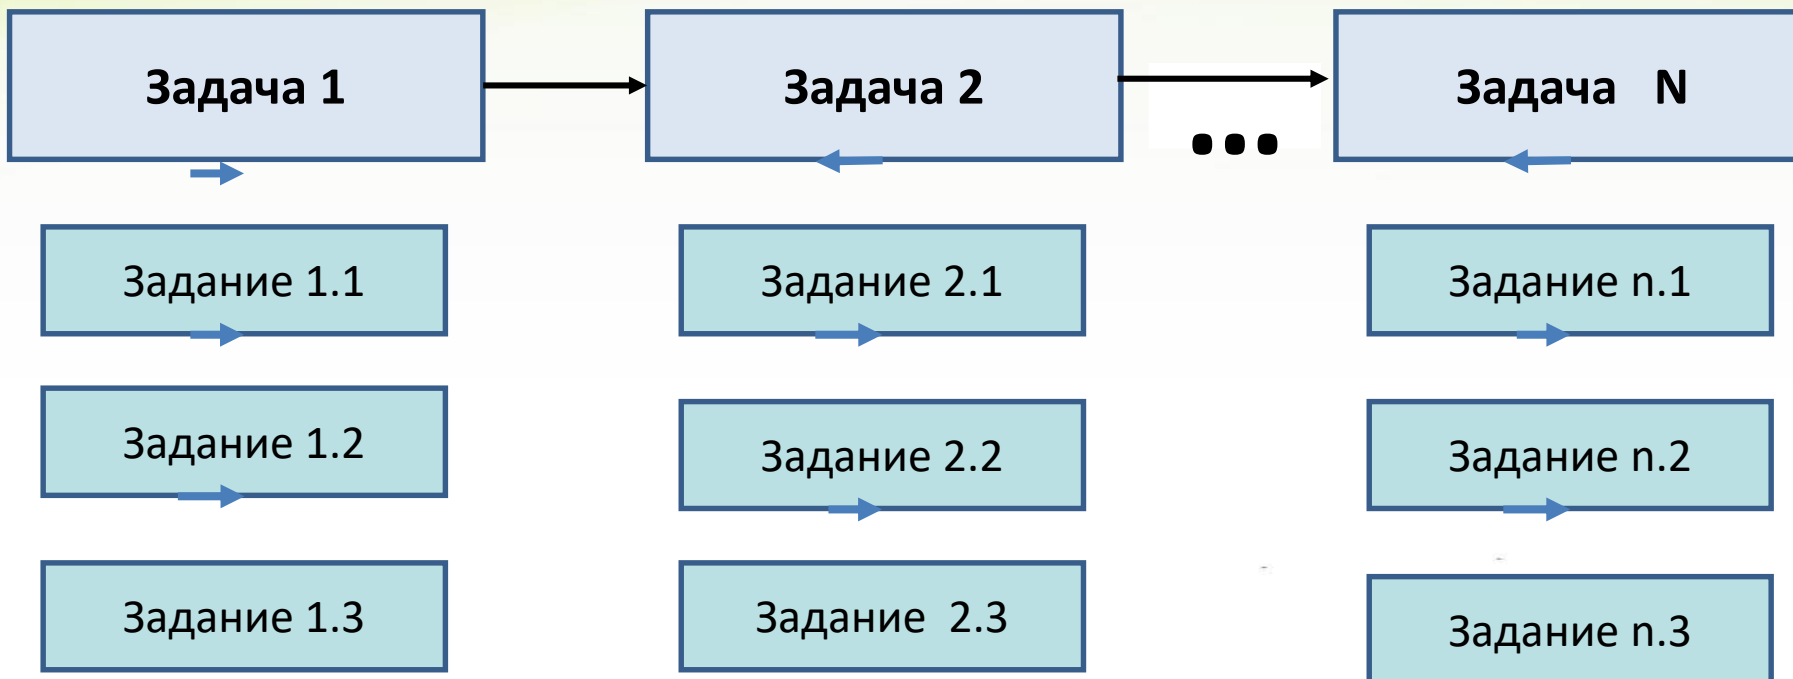 Задача 1
Задача 2
...
Задача N
Задание 1.1
Задание 2.1
Задание n.1
Задание 1.2
Задание 2.2
Задание n.2
Задание 1.3
Задание 2.3
Задание n.3